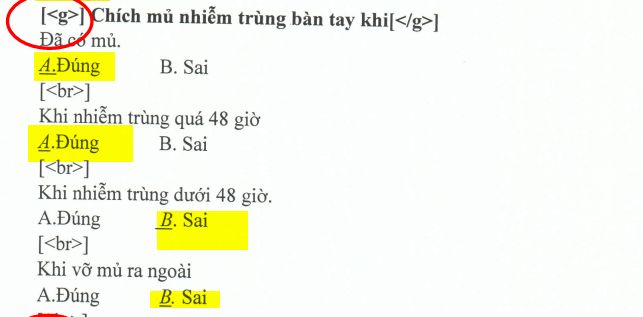 [<g>] Chích mủ nhiễm trùng bàn tay khi[</g>]
Đã có mủ.
A.Đúng B. Sai
[<br>]
Khi nhiễm trùng quá 48 giờ
A.Đúng B. Sai
[<br>]
Khi nhiễm trùng dưới 48 giờ.
A.Đúng B. Sai
[<br>]
Khi vỡ mủ ra ngoài
A.Đúng B. Sai